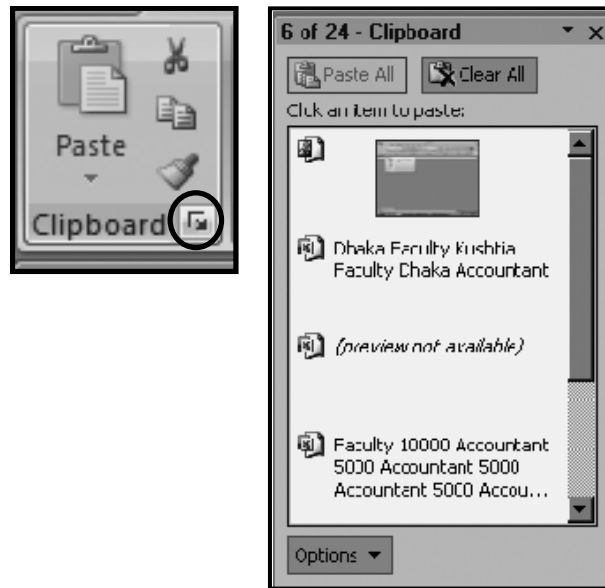 Paste
Clipboard
6 of 24 - Clipboard
Paste All
Clear All
Click an item to paste:
Dhaka Faculty Kushtia
Faculty Dhaka Accountant
(preview not available)
Faculty 10000 Accountant
5000 Accountant 5000
Accountant 5000 Accou...
Options